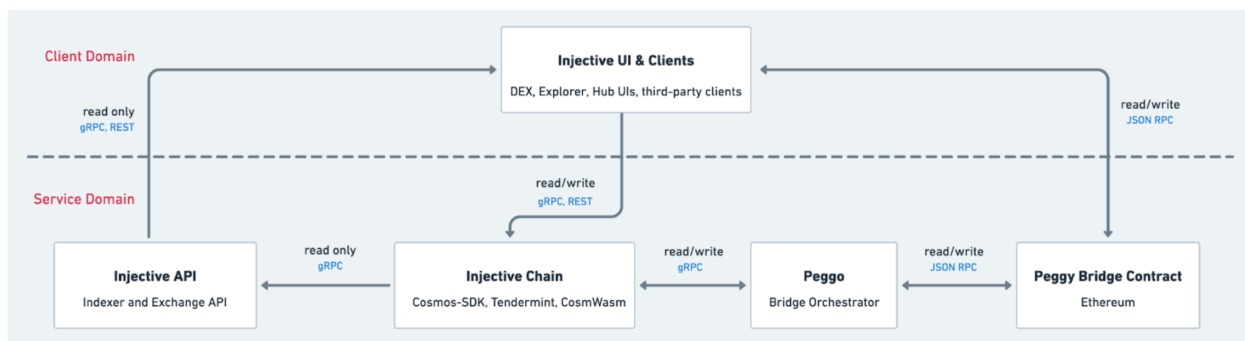 Client Domain
Injective UI & Clients
DEX, Explorer, Hub UIs, third-party clients
read only
gRPC, REST
read/write
JSON RPC
read/write
gRPC, REST
Service Domain
read only
gRPC
read/write
gRPC
read/write
JSON RPC
Injective API
Indexer and Exchange API
Injective Chain
Cosmos-SDK, Tendermint, CosmWasm
Peggo
Bridge Orchestrator
Peggy Bridge Contract
Ethereum